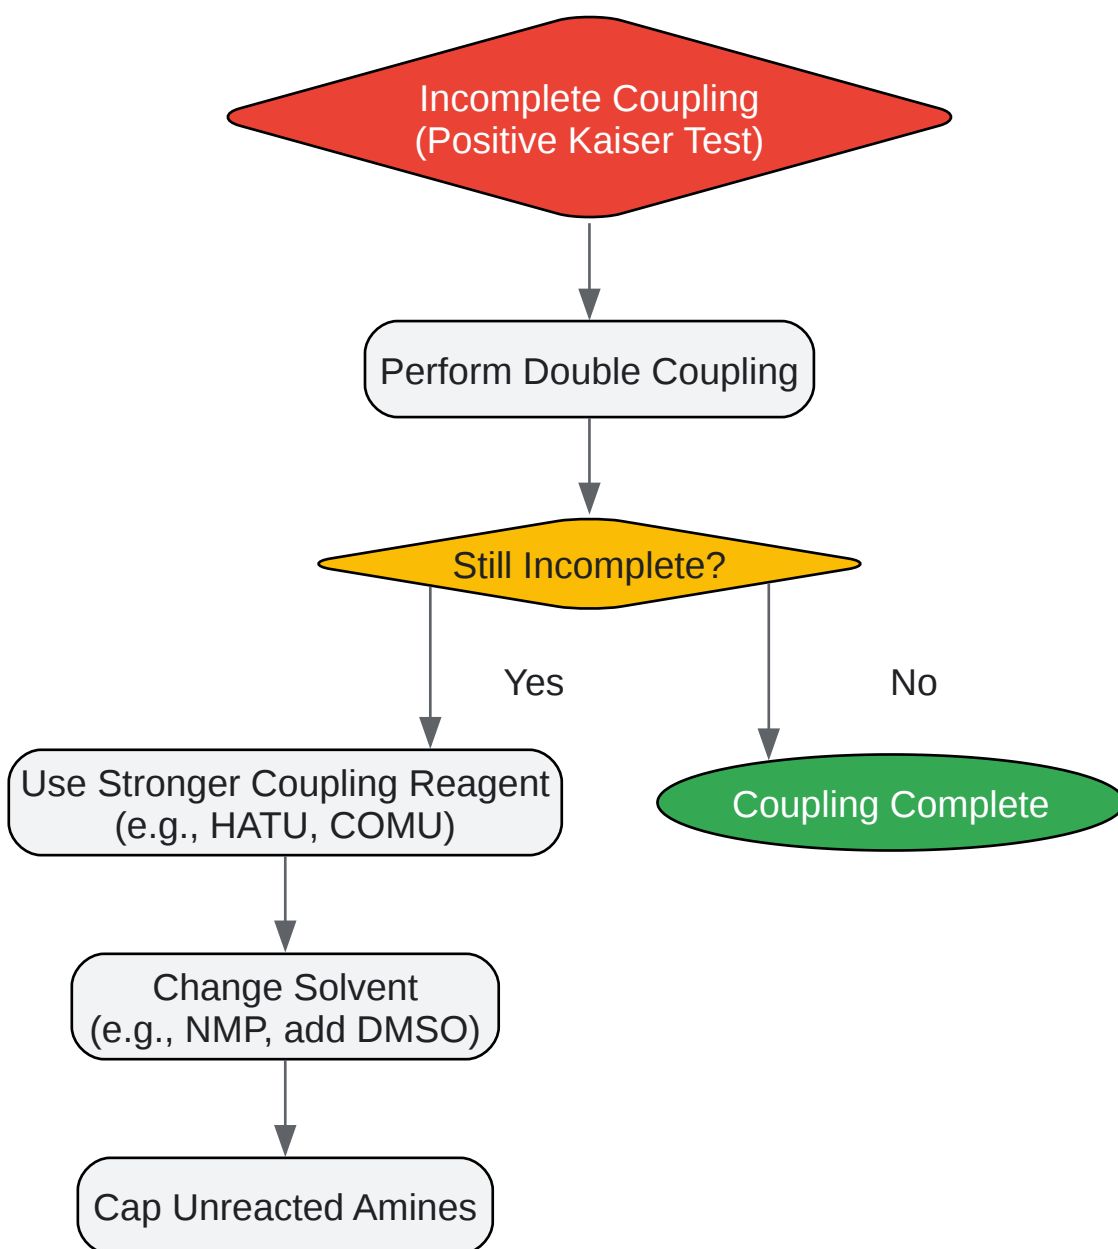 Incomplete Coupling
(Positive Kaiser Test)
Perform Double Coupling
Still Incomplete?
Yes
No
Use Stronger Coupling Reagent
(e.g., HATU, COMU)
Coupling Complete
Change Solvent
(e.g., NMP, add DMSO)
Cap Unreacted Amines